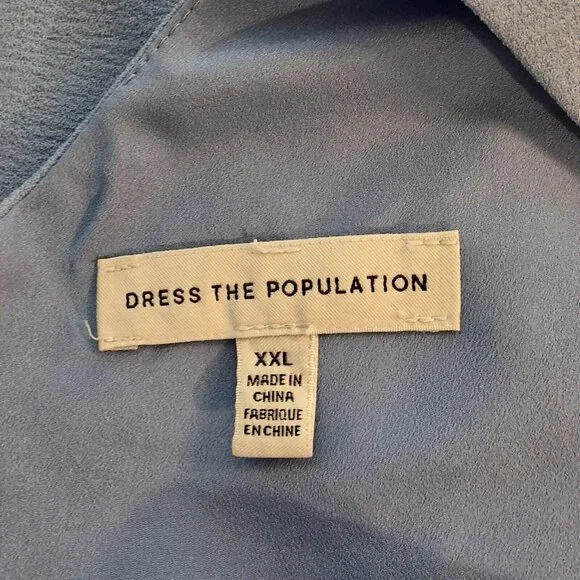 DRESS THE POPULATION
XXL
MADE IN
CHINA
FABRIQUE
EN CHINE